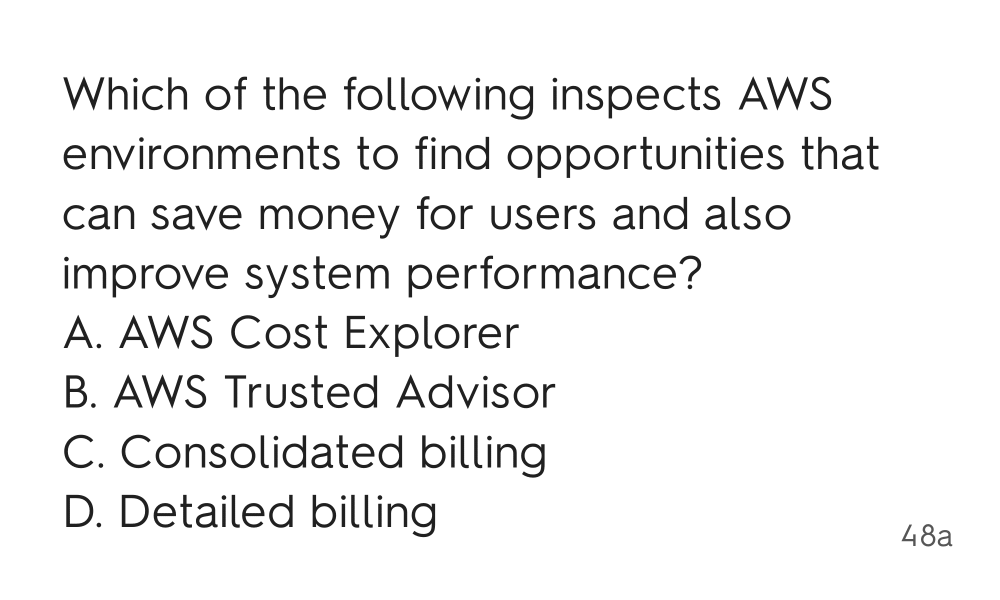 Which of the following inspects AWS
environments to find opportunities that
can save money for users and also
improve system performance?
A. AWS Cost Explorer
B. AWS Trusted Advisor
C. Consolidated billing
D. Detailed billing
48a